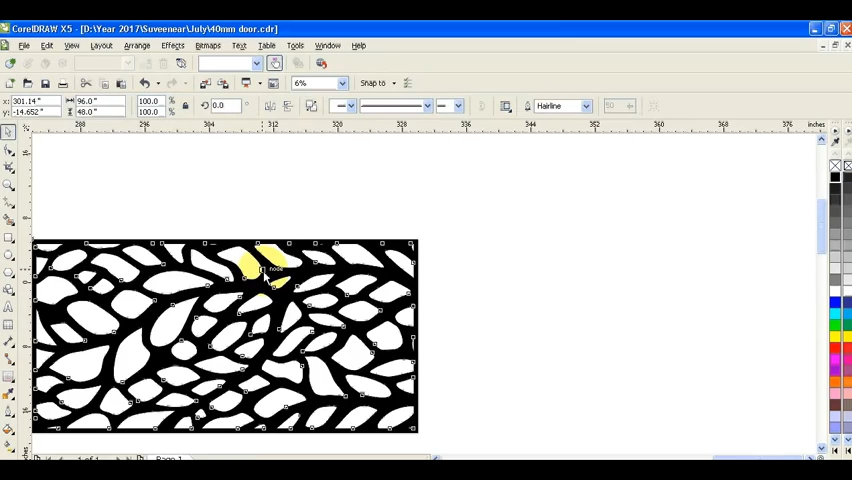 CorelDRAW X5 - [D:\Year 2017\Suveenear\July\40mm door.cdr]
File Edit View Layout Arrange Effects Bitmaps Text Table Tools Window Help
6% Snap to
x: 301.14" 96.0" 100.0 % 0.0 Hairline 50
y: -14.652" 48.0" 100.0 %
288 296 304 312 320 328 336 344 352 360 368 376 inches
node
Page 1